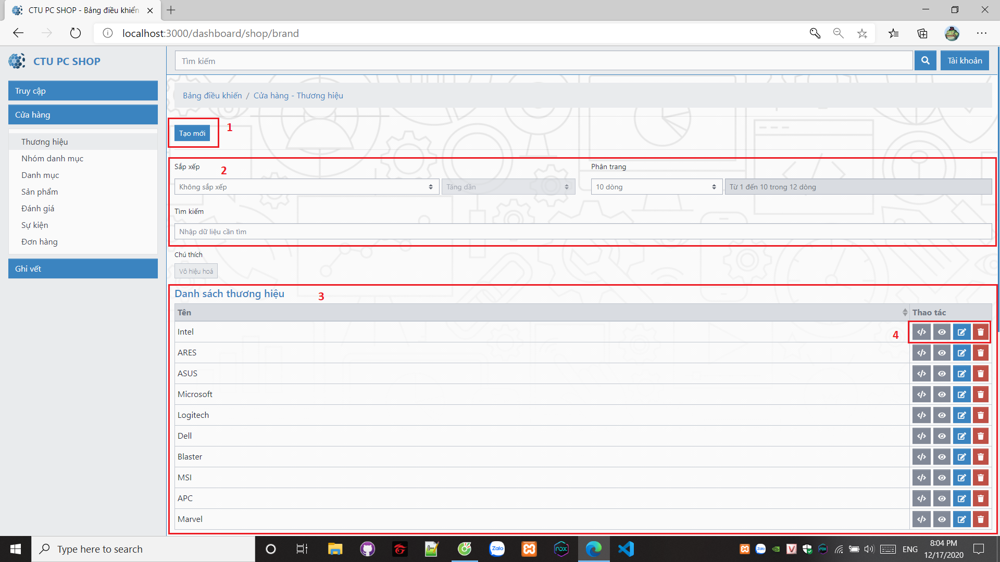 CTU PC SHOP - Bảng điều khiển
localhost:3000/dashboard/shop/brand
CTU PC SHOP
Tìm kiếm
Tài khoản
Truy cập
Cửa hàng
Thương hiệu
Nhóm danh mục
Danh mục
Sản phẩm
Đánh giá
Sự kiện
Đơn hàng
Ghi vết
Bảng điều khiến / Cửa hàng - Thương hiệu
Tạo mới
1
Sắp xếp
2
Phân trang
Không sắp xếp
Tăng dần
10 dòng
Từ 1 đến 10 trong 12 dòng
Tìm kiếm
Nhập dữ liệu cần tìm
Chú thích
Vô hiệu hoá
Danh sách thương hiệu
3
Tên
Thao tác
Intel
4
ARES
ASUS
Microsoft
Logitech
Dell
Blaster
MSI
APC
Marvel
Type here to search
Zalo
nox
ENG
8:04 PM
12/17/2020